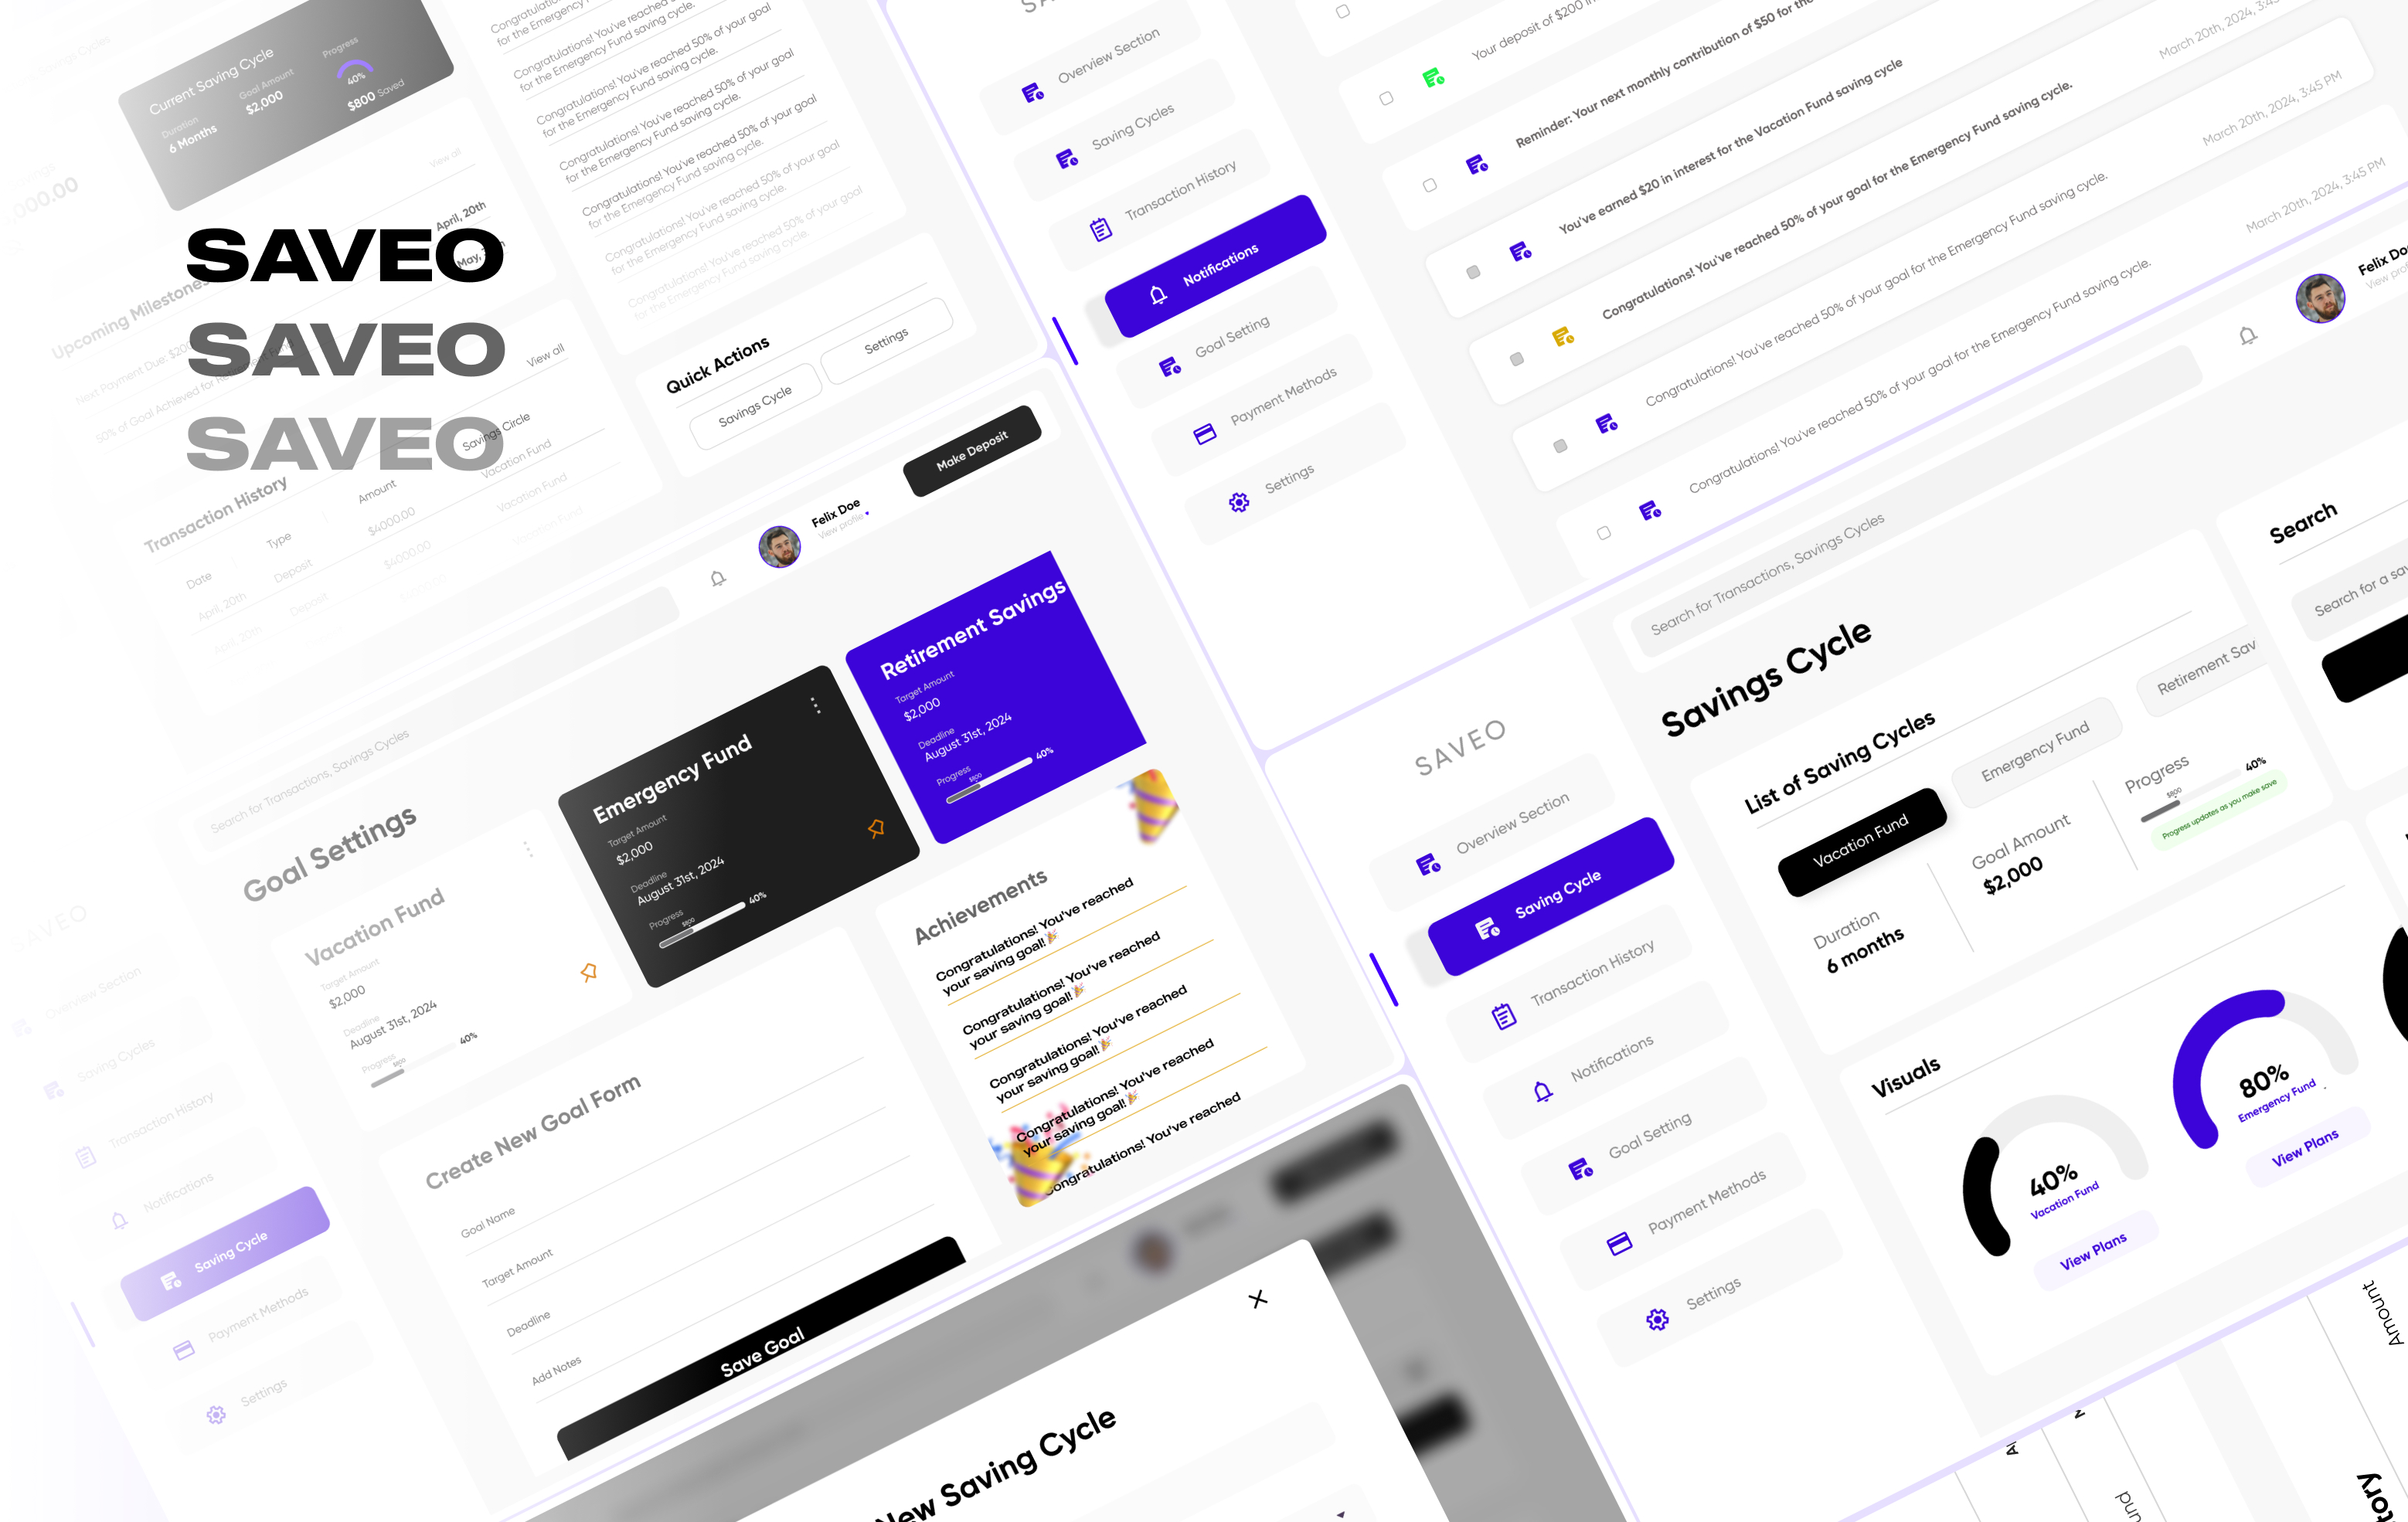 SAVEO
SAVEO
SAVEO
Current Saving Cycle
Duration
6 Months
Goal Amount
$2,000
Progress
40%
$800 Saved
View all
Upcoming Milestones
April, 20th
May,
Next Payment Due: $200
50% of Goal Achieved for Retirement Fund
View all
Transaction History
Date
Type
Amount
Savings Circle
April, 20th
Deposit
$4000.00
Vacation Fund
April, 20th
Deposit
$4000.00
Vacation Fund
for the Emergency Fund saving cycle.
Congratulations! You've reached 50% of your goal
for the Emergency Fund saving cycle.
Congratulations! You've reached 50% of your goal
for the Emergency Fund saving cycle.
Congratulations! You've reached 50% of your goal
for the Emergency Fund saving cycle.
Congratulations! You've reached 50% of your goal
for the Emergency Fund saving cycle.
Congratulations! You've reached 50% of your goal
for the Emergency Fund saving cycle.
Congratulations! You've reached 50% of your goal
for the Emergency Fund saving cycle.
Quick Actions
Savings Cycle
Settings
Overview Section
Saving Cycles
Transaction History
Notifications
Goal Setting
Payment Methods
Settings
Your deposit of $200 in
Reminder: Your next monthly contribution of $50 for the
You've earned $20 in interest for the Vacation Fund saving cycle
Congratulations! You've reached 50% of your goal for the Emergency Fund saving cycle.
March 20th, 2024, 3:45
Congratulations! You've reached 50% of your goal for the Emergency Fund saving cycle.
March 20th, 2024, 3:45 PM
Congratulations! You've reached 50% of your goal for the Emergency Fund saving cycle.
March 20th, 2024, 3:45 PM
Search for Transactions, Savings Cycles
Felix Doe
View profile
Make Deposit
SAVEO
Overview Section
Saving Cycles
Transaction History
Notifications
Saving Cycle
Payment Methods
Settings
Goal Settings
Vacation Fund
Target Amount
$2,000
Deadline
August 31st, 2024
Progress
$800
40%
Emergency Fund
Target Amount
$2,000
Deadline
August 31st, 2024
Progress
$800
40%
Retirement Savings
Target Amount
$2,000
Deadline
August 31st, 2024
Progress
$800
40%
Create New Goal Form
Goal Name
Target Amount
Deadline
Add Notes
Save Goal
Achievements
Congratulations! You've reached
your saving goal!🎉
Congratulations! You've reached
your saving goal!🎉
Congratulations! You've reached
your saving goal!🎉
Congratulations! You've reached
your saving goal!🎉
Congratulations! You've reached
New Saving Cycle
Search for Transactions, Savings Cycles
Felix Do
View prof
SAVEO
Overview Section
Saving Cycle
Transaction History
Notifications
Goal Setting
Payment Methods
Settings
Savings Cycle
List of Saving Cycles
Vacation Fund
Emergency Fund
Retirement Sav
Duration
6 months
Goal Amount
$2,000
Progress
$800
40%
Progress updates as you make save
Visuals
40%
Vacation Fund
View Plans
80%
Emergency Fund
View Plans
Search
Search for a sav
Amount